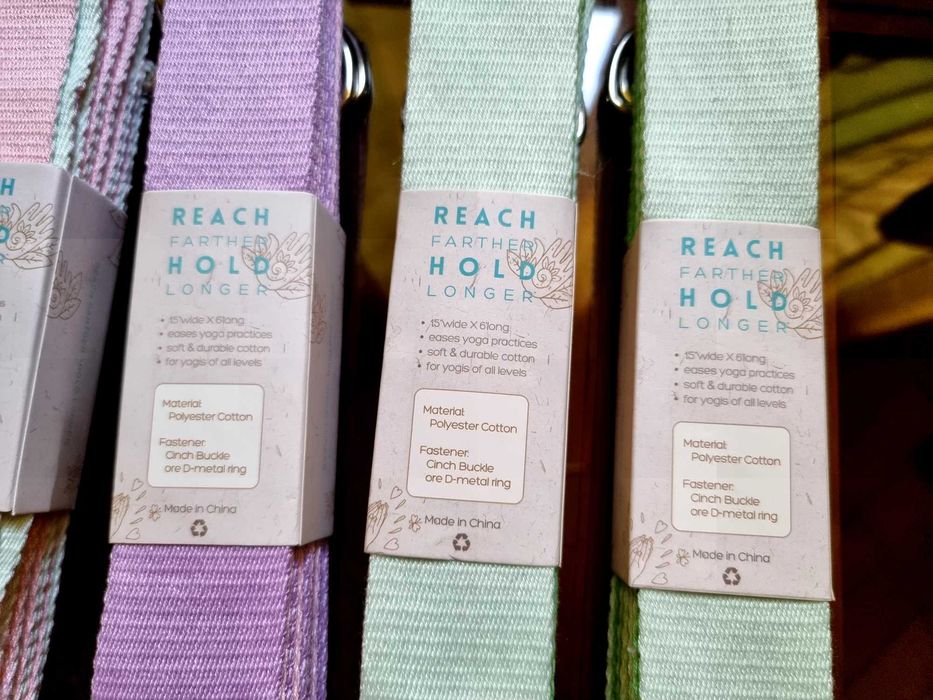 H
REACH
FARTHER
HOLD
LONGER
• 1.5"wide X 6'long
• eases yoga practices
• soft & durable cotton
• for yogis of all levels
Material:
Polyester Cotton
Fastener:
Cinch Buckle
ore D-metal ring
Made in China
REACH
FARTHER
HOLD
LONGER
• 1.5"wide X 6'long
• eases yoga practices
• soft & durable cotton
• for yogis of all levels
Material:
Polyester Cotton
Fastener:
Cinch Buckle
ore D-metal ring
Made in China
REACH
FARTHER
HOLD
LONGER
• 1.5"wide X 6'long
• eases yoga practices
• soft & durable cotton
• for yogis of all levels
Material:
Polyester Cotton
Fastener:
Cinch Buckle
ore D-metal ring
Made in China